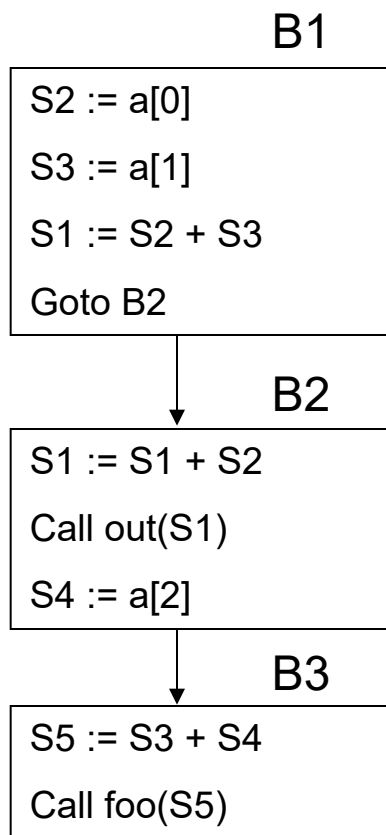 B1
S2 := a[0]
S3 := a[1]
S1 := S2 + S3
Goto B2
B2
S1 := S1 + S2
Call out(S1)
S4 := a[2]
B3
S5 := S3 + S4
Call foo(S5)